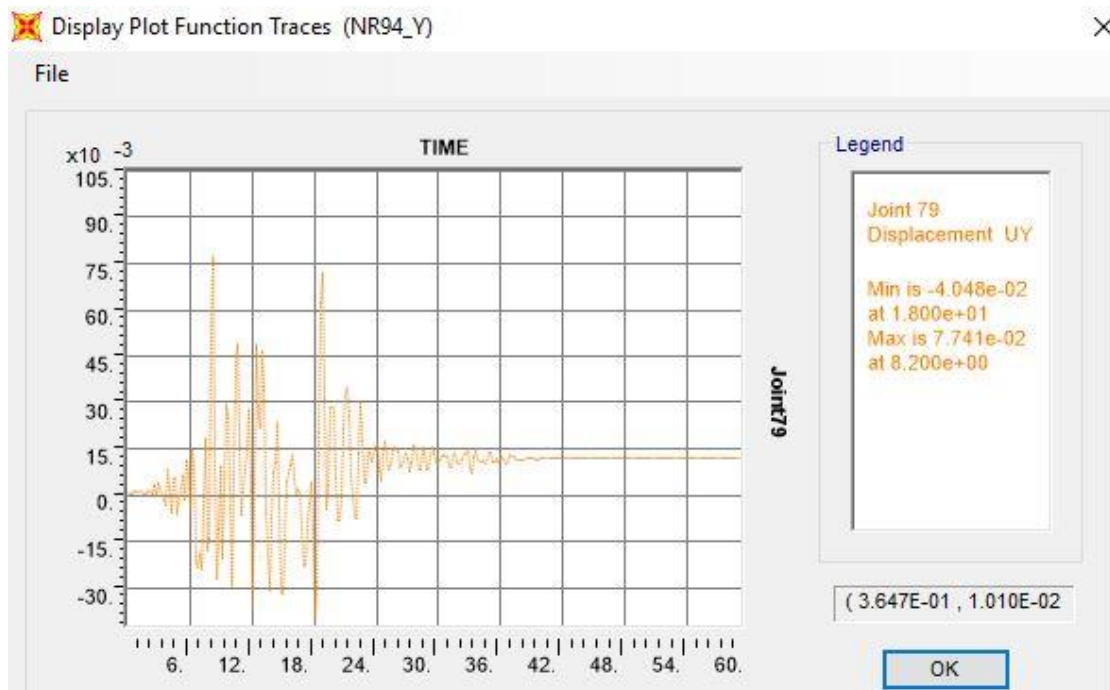 Display Plot Function Traces (NR94_Y)
File
x10 -3
TIME
105.
90.
75.
60.
45.
30.
15.
0.
-15.
-30.
6. 12. 18. 24. 30. 36. 42. 48. 54. 60.
Joint79
Legend
Joint 79
Displacement UY
Min is -4.048e-02
at 1.800e+01
Max is 7.741e-02
at 8.200e+00
( 3.647E-01 , 1.010E-02
OK